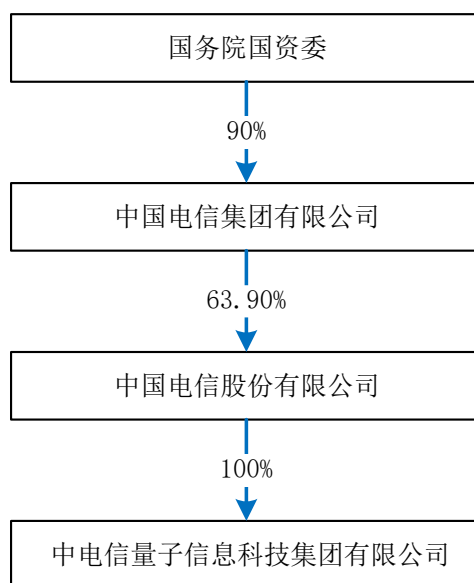 国务院国资委
90%
中国电信集团有限公司
63.90%
中国电信股份有限公司
100%
中电信量子信息科技集团有限公司